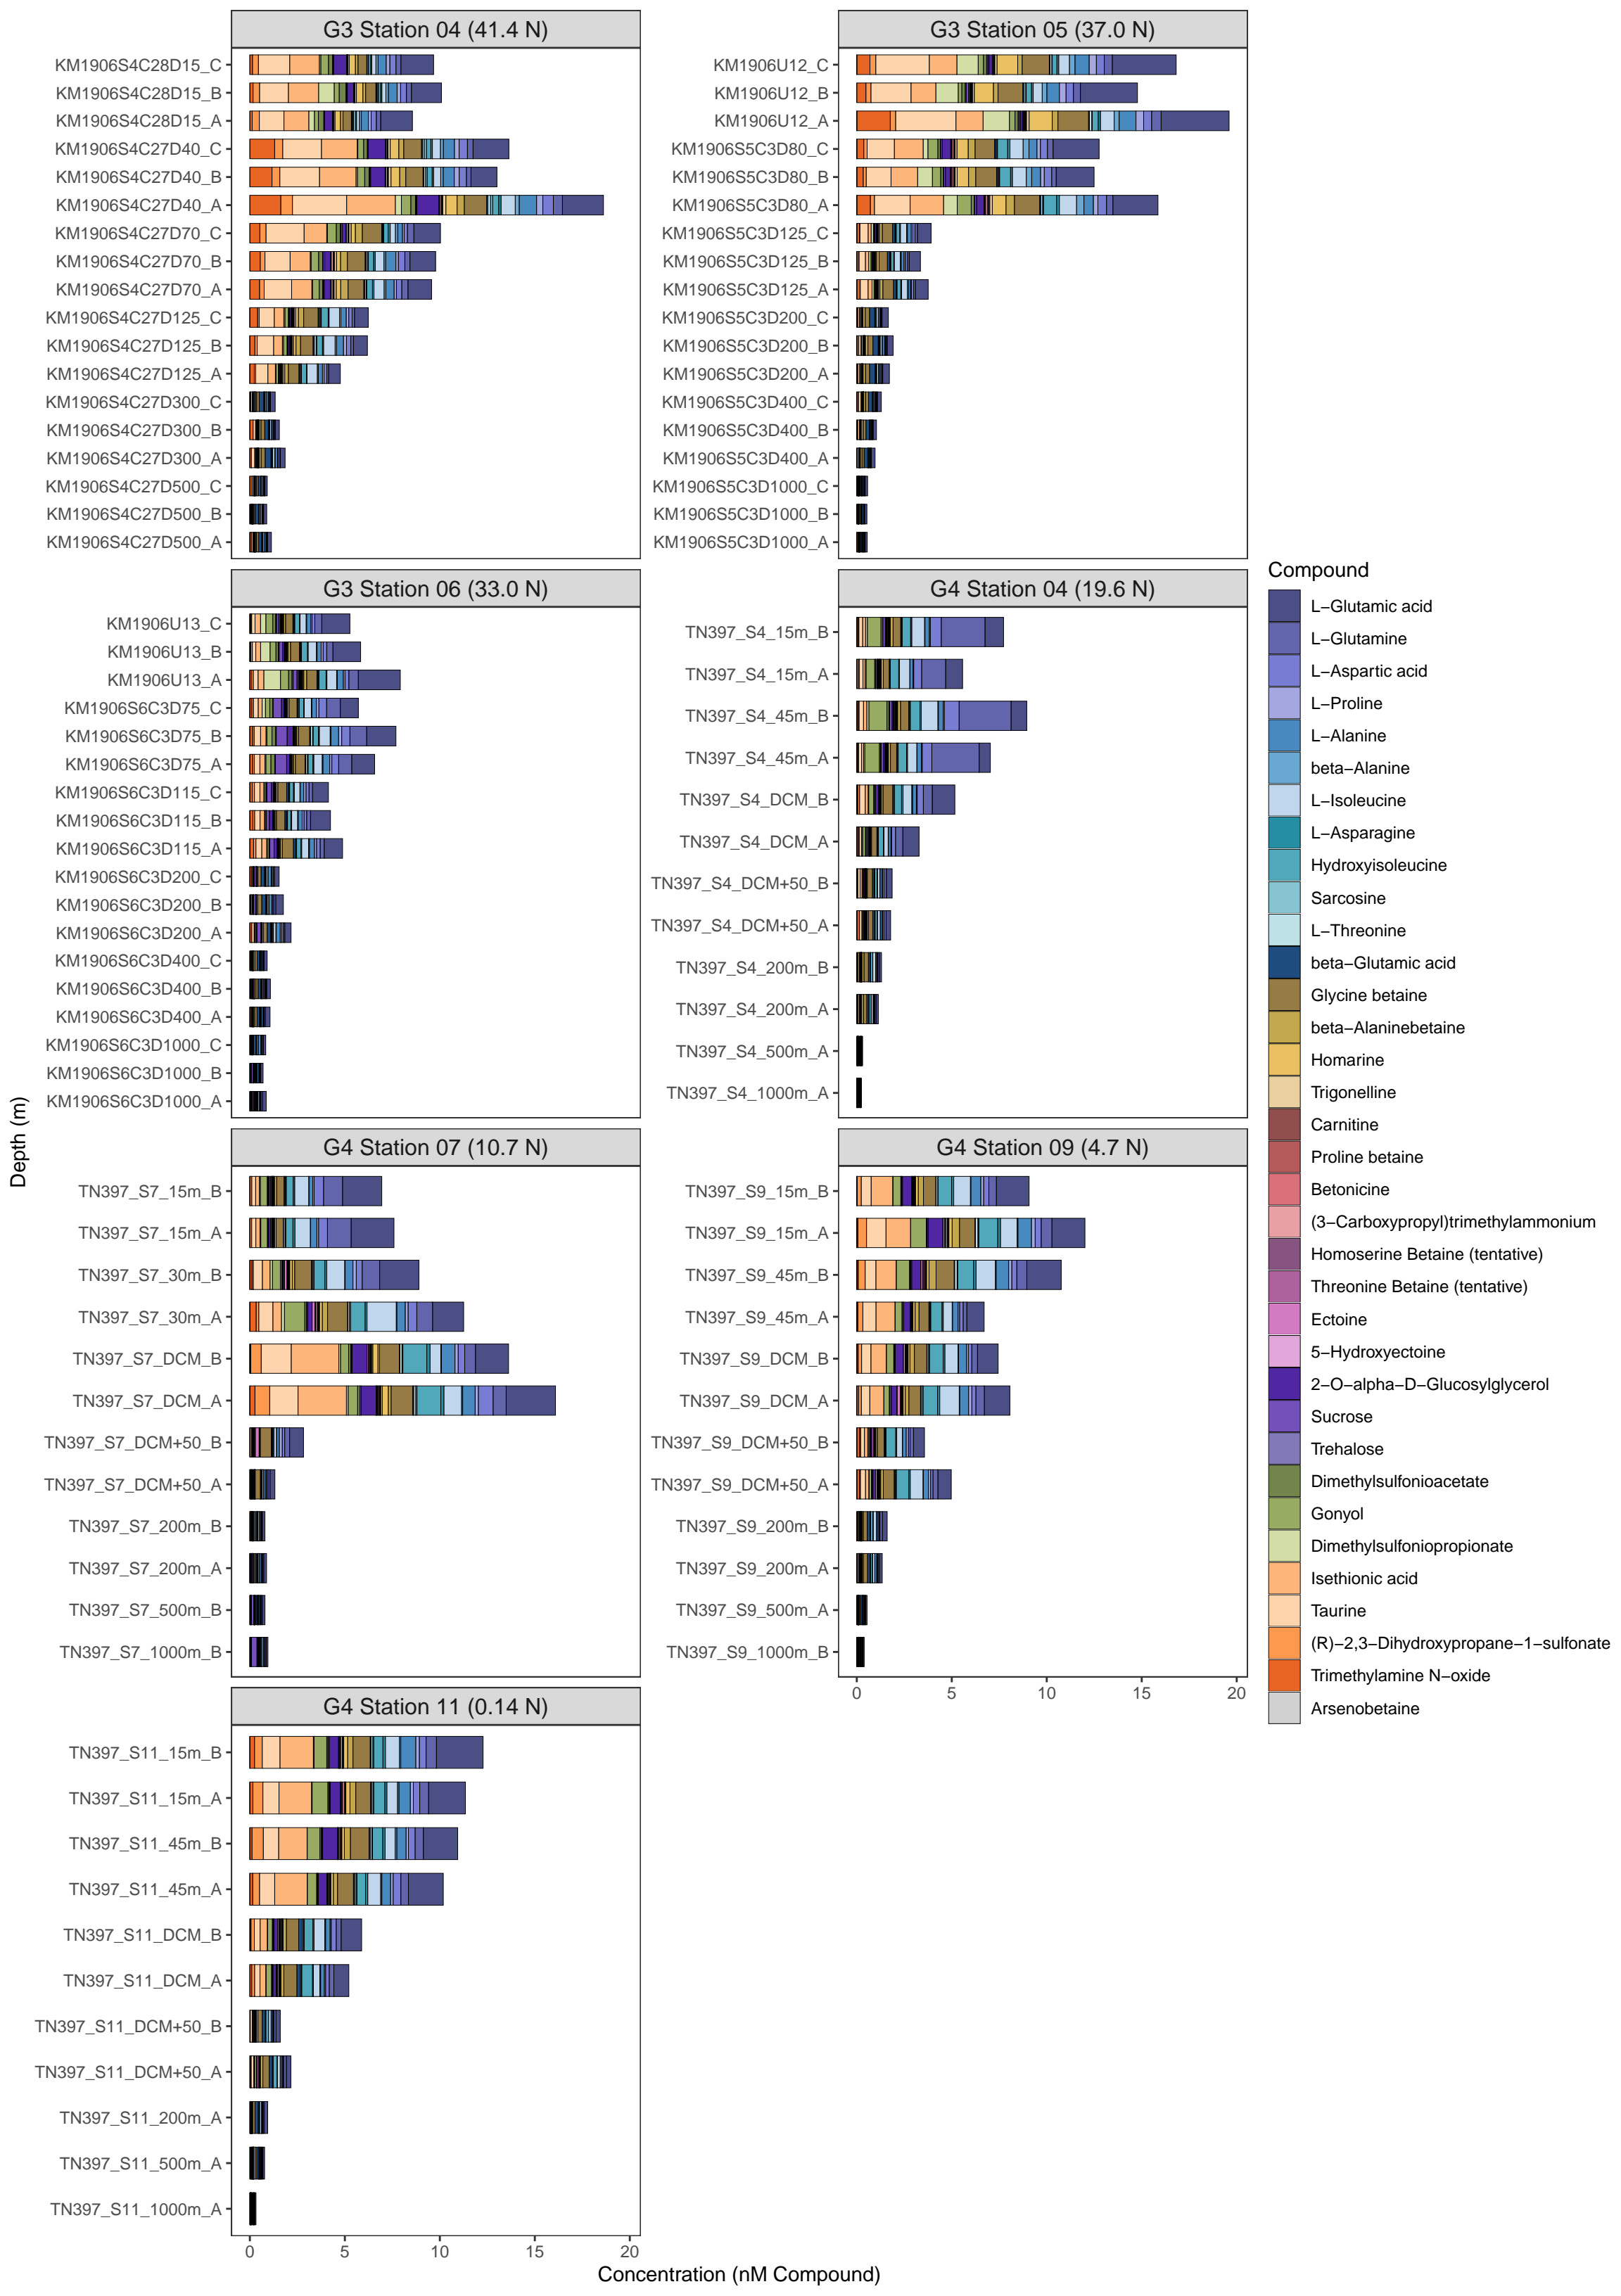 G3 Station 04 (41.4 N)
KM1906S4C28D15_C
KM1906S4C28D15_B
KM1906S4C28D15_A
KM1906S4C27D40_C
KM1906S4C27D40_B
KM1906S4C27D40_A
KM1906S4C27D70_C
KM1906S4C27D70_B
KM1906S4C27D70_A
KM1906S4C27D125_C
KM1906S4C27D125_B
KM1906S4C27D125_A
KM1906S4C27D300_C
KM1906S4C27D300_B
KM1906S4C27D300_A
KM1906S4C27D500_C
KM1906S4C27D500_B
KM1906S4C27D500_A
G3 Station 05 (37.0 N)
KM1906U12_C
KM1906U12_B
KM1906U12_A
KM1906S5C3D80_C
KM1906S5C3D80_B
KM1906S5C3D80_A
KM1906S5C3D125_C
KM1906S5C3D125_B
KM1906S5C3D125_A
KM1906S5C3D200_C
KM1906S5C3D200_B
KM1906S5C3D200_A
KM1906S5C3D400_C
KM1906S5C3D400_B
KM1906S5C3D400_A
KM1906S5C3D1000_C
KM1906S5C3D1000_B
KM1906S5C3D1000_A
G3 Station 06 (33.0 N)
KM1906U13_C
KM1906U13_B
KM1906U13_A
KM1906S6C3D75_C
KM1906S6C3D75_B
KM1906S6C3D75_A
KM1906S6C3D115_C
KM1906S6C3D115_B
KM1906S6C3D115_A
KM1906S6C3D200_C
KM1906S6C3D200_B
KM1906S6C3D200_A
KM1906S6C3D400_C
KM1906S6C3D400_B
KM1906S6C3D400_A
KM1906S6C3D1000_C
KM1906S6C3D1000_B
KM1906S6C3D1000_A
G4 Station 04 (19.6 N)
TN397_S4_15m_B
TN397_S4_15m_A
TN397_S4_45m_B
TN397_S4_45m_A
TN397_S4_DCM_B
TN397_S4_DCM_A
TN397_S4_DCM+50_B
TN397_S4_DCM+50_A
TN397_S4_200m_B
TN397_S4_200m_A
TN397_S4_500m_A
TN397_S4_1000m_A
G4 Station 07 (10.7 N)
TN397_S7_15m_B
TN397_S7_15m_A
TN397_S7_30m_B
TN397_S7_30m_A
TN397_S7_DCM_B
TN397_S7_DCM_A
TN397_S7_DCM+50_B
TN397_S7_DCM+50_A
TN397_S7_200m_B
TN397_S7_200m_A
TN397_S7_500m_B
TN397_S7_1000m_B
G4 Station 09 (4.7 N)
TN397_S9_15m_B
TN397_S9_15m_A
TN397_S9_45m_B
TN397_S9_45m_A
TN397_S9_DCM_B
TN397_S9_DCM_A
TN397_S9_DCM+50_B
TN397_S9_DCM+50_A
TN397_S9_200m_B
TN397_S9_200m_A
TN397_S9_500m_A
TN397_S9_1000m_B
0 5 10 15 20
G4 Station 11 (0.14 N)
TN397_S11_15m_B
TN397_S11_15m_A
TN397_S11_45m_B
TN397_S11_45m_A
TN397_S11_DCM_B
TN397_S11_DCM_A
TN397_S11_DCM+50_B
TN397_S11_DCM+50_A
TN397_S11_200m_A
TN397_S11_500m_A
TN397_S11_1000m_A
0 5 10 15 20
Depth (m)
Concentration (nM Compound)
Compound
L−Glutamic acid
L−Glutamine
L−Aspartic acid
L−Proline
L−Alanine
beta−Alanine
L−Isoleucine
L−Asparagine
Hydroxyisoleucine
Sarcosine
L−Threonine
beta−Glutamic acid
Glycine betaine
beta−Alaninebetaine
Homarine
Trigonelline
Carnitine
Proline betaine
Betonicine
(3−Carboxypropyl)trimethylammonium
Homoserine Betaine (tentative)
Threonine Betaine (tentative)
Ectoine
5−Hydroxyectoine
2−O−alpha−D−Glucosylglycerol
Sucrose
Trehalose
Dimethylsulfonioacetate
Gonyol
Dimethylsulfoniopropionate
Isethionic acid
Taurine
(R)−2,3−Dihydroxypropane−1−sulfonate
Trimethylamine N−oxide
Arsenobetaine